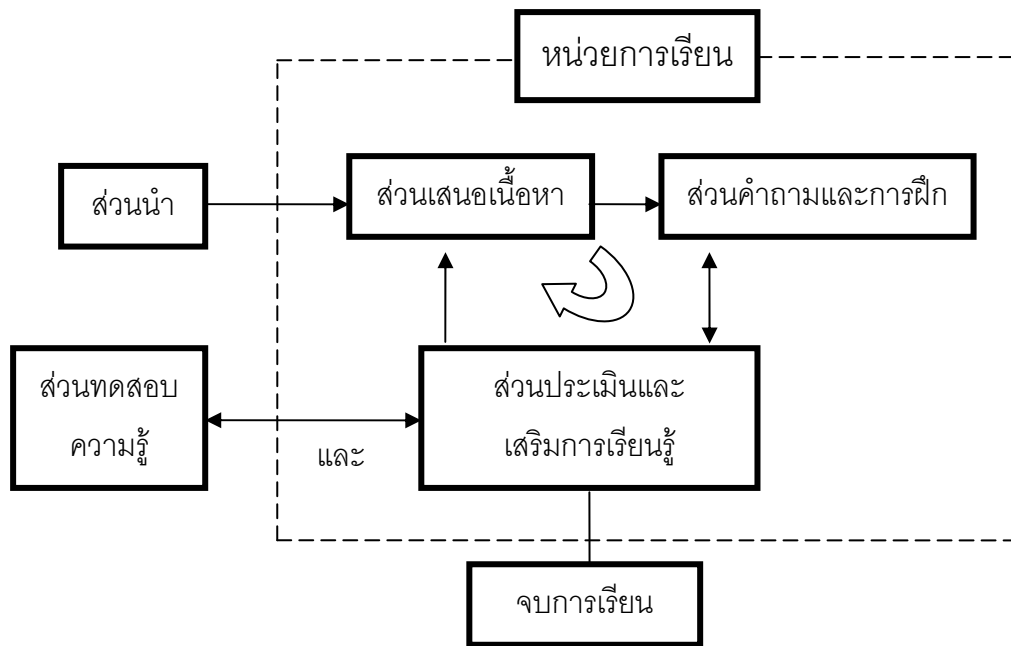 หน่วยการเรียน
ส่วนนำ
ส่วนเสนอเนื้อหา
ส่วนคำถามและการฝึก
ส่วนทดสอบ
ความรู้
และ
ส่วนประเมินและ
เสริมการเรียนรู้
จบการเรียน